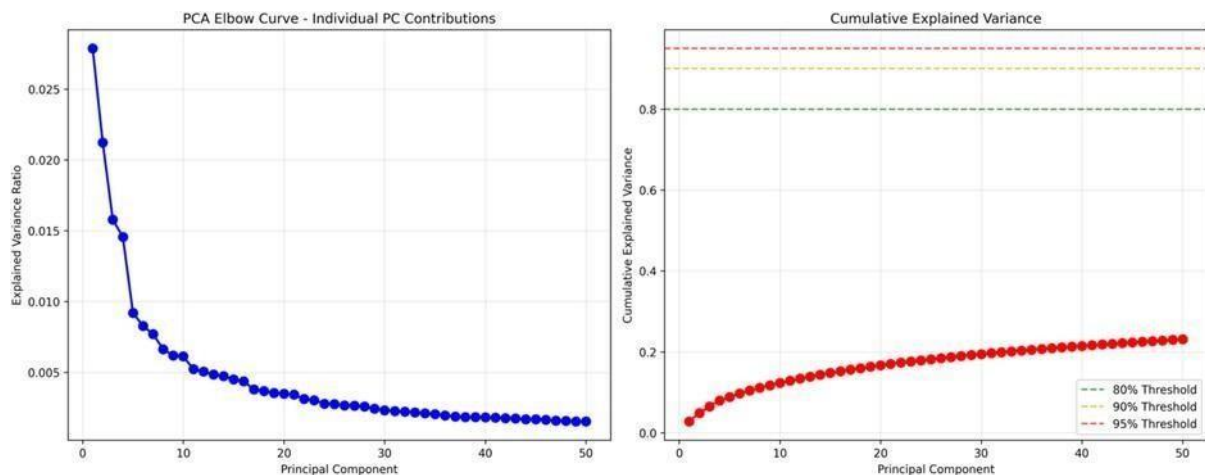 PCA Elbow Curve - Individual PC Contributions
Explained Variance Ratio
0.025
0.020
0.015
0.010
0.005
0
10
20
30
40
50
Principal Component
Cumulative Explained Variance
Cumulative Explained Variance
0.8
0.6
0.4
0.2
0.0
80% Threshold
90% Threshold
95% Threshold
0
10
20
30
40
50
Principal Component